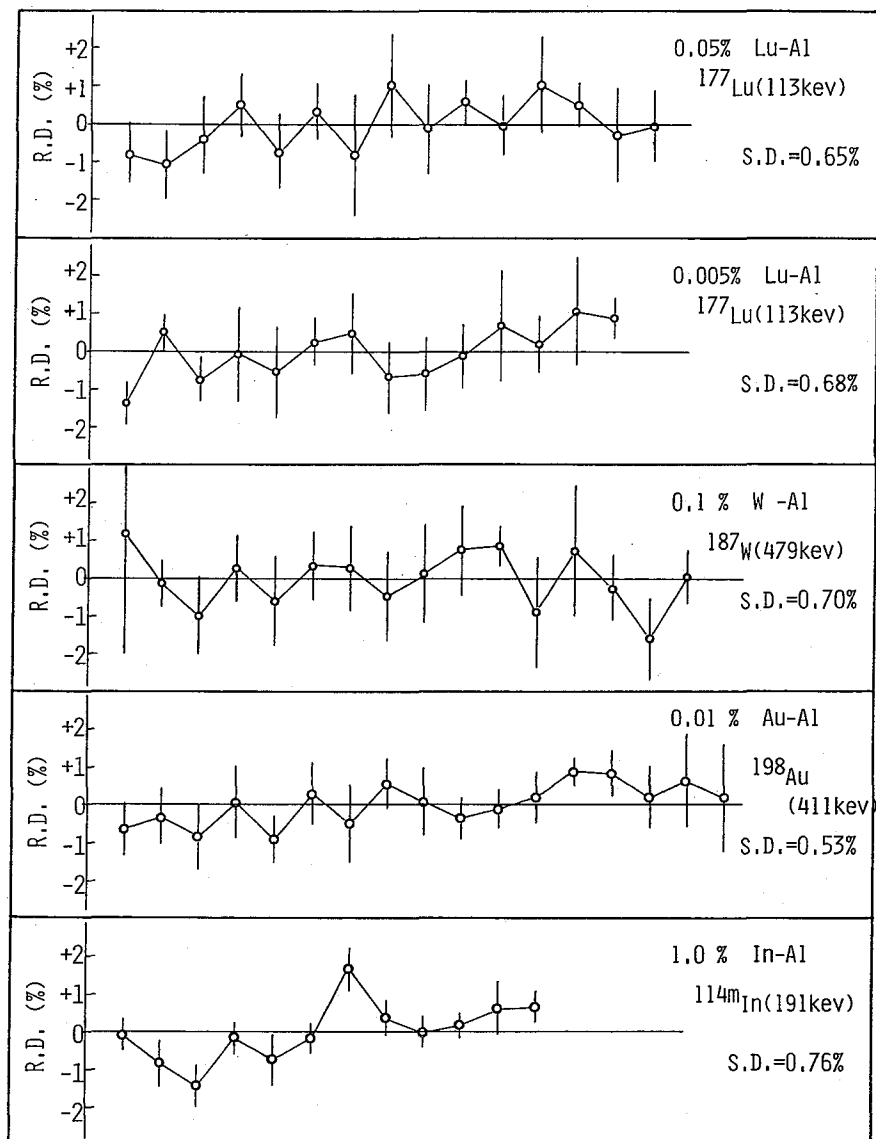 R.D. (%)
+2
+1
0
-1
-2
0.05% Lu-Al
177Lu(113kev)
S.D.=0.65%
R.D. (%)
+2
+1
0
-1
-2
0.005% Lu-Al
177Lu(113kev)
S.D.=0.68%
R.D. (%)
+2
+1
0
-1
-2
0.1 % W -Al
187W(479kev)
S.D.=0.70%
R.D. (%)
+2
+1
0
-1
-2
0.01 % Au-Al
198Au
(411kev)
S.D.=0.53%
R.D. (%)
+2
+1
0
-1
-2
1.0 % In-Al
114mIn(191kev)
S.D.=0.76%